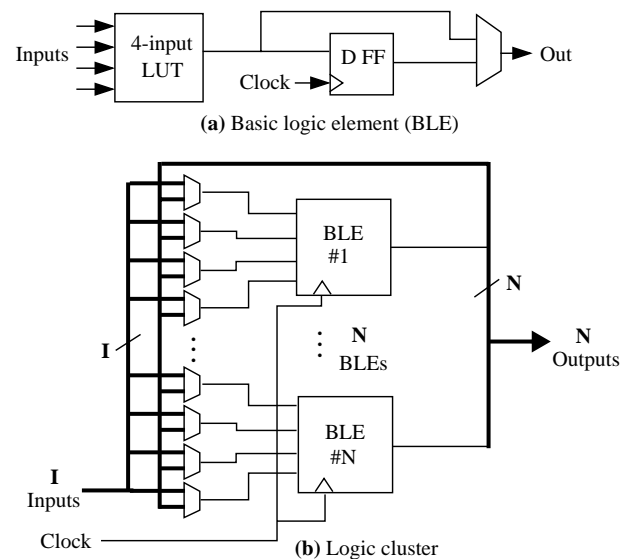 Inputs
4-input
LUT
D FF
Clock
Out
(a) Basic logic element (BLE)
BLE
#1
N
I
N
BLEs
N
Outputs
BLE
#N
I
Inputs
Clock
(b) Logic cluster